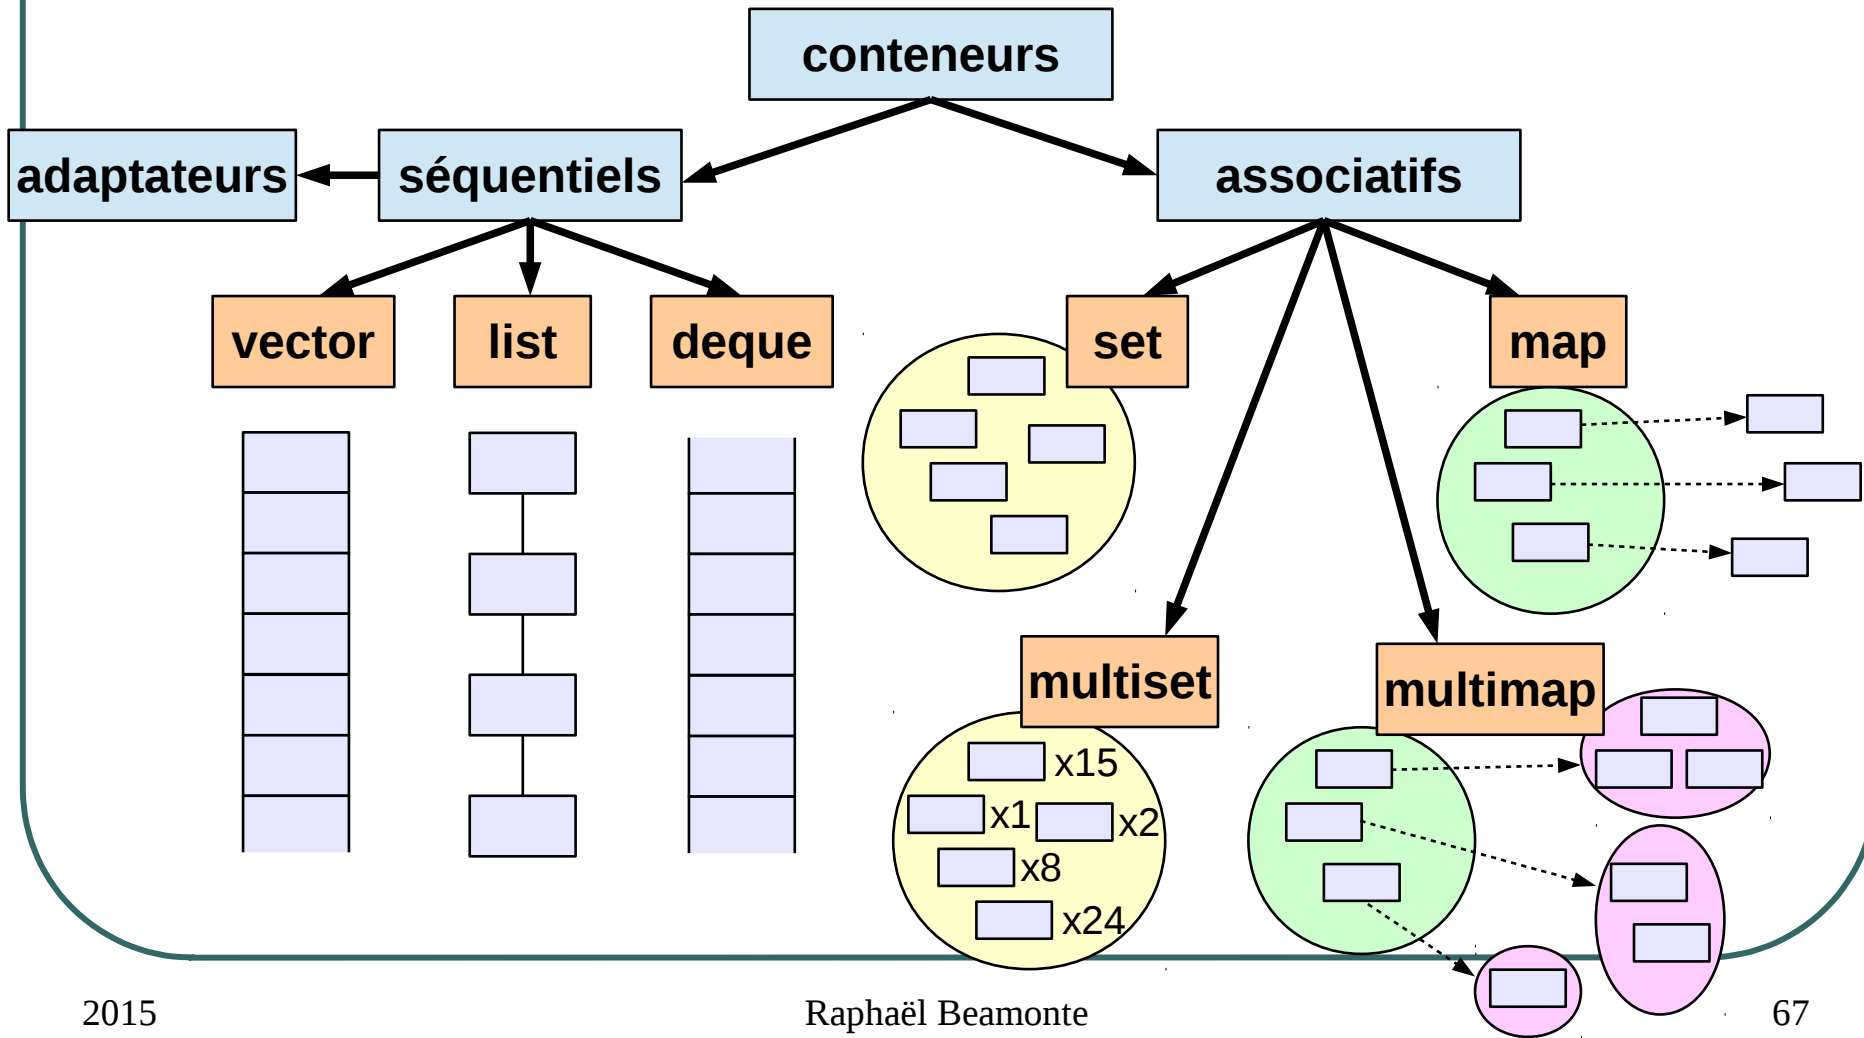 conteneurs
adaptateurs séquentiels associatifs
vector list deque set map
multiset multimap
x15
x1 x2
x8
x24
2015 Raphaël Beamonte 67